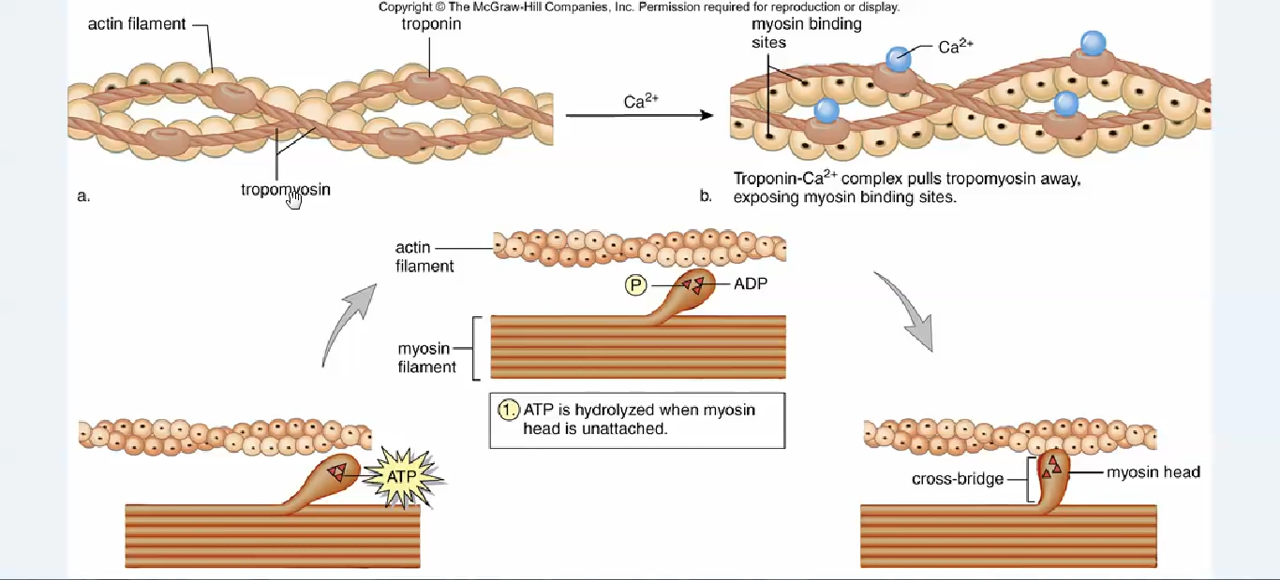 Copyright © The McGraw-Hill Companies, Inc. Permission required for reproduction or display.
actin filament
troponin
tropomyosin
a.
Ca²⁺
myosin binding
sites
Ca²⁺
b.
Troponin-Ca²⁺ complex pulls tropomyosin away,
exposing myosin binding sites.
actin
filament
P
ADP
myosin
filament
1. ATP is hydrolyzed when myosin
head is unattached.
ATP
cross-bridge
myosin head